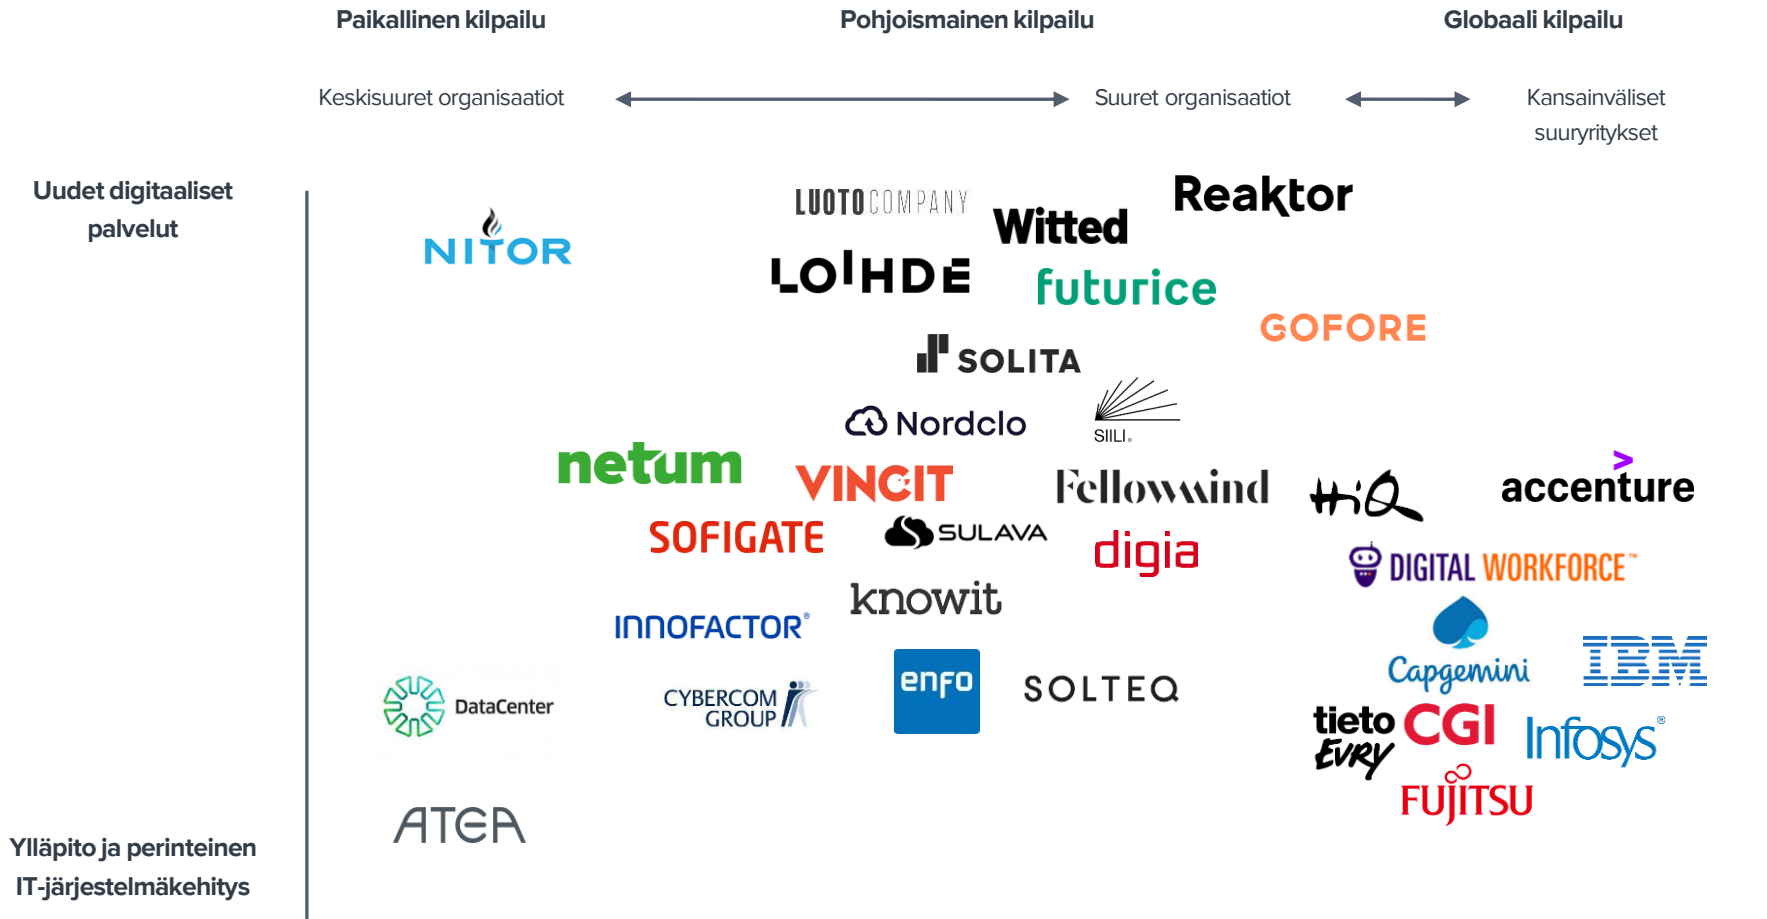 Paikallinen kilpailu
Pohjoismainen kilpailu
Globaali kilpailu
Keskisuuret organisaatiot
Suuret organisaatiot
Kansainväliset
suuryritykset
Uudet digitaaliset
palvelut
NITOR
LUOTO COMPANY
Witted
Reaktor
LOIHDE
futurice
GOFORE
SOLITA
SIILI®
Nordclo
netum
VINCIT
Fellowmind
HiQ
accenture
SOFIGATE
SULAVA
digia
DIGITAL WORKFORCE™
knowit
INNOFACTOR®
Capgemini
IBM
DataCenter
CYBERCOM
GROUP
enfo
SOLTEQ
tieto
EVRY
CGI
Infosys®
FUJITSU
ATEA
Ylläpito ja perinteinen
IT-järjestelmäkehitys